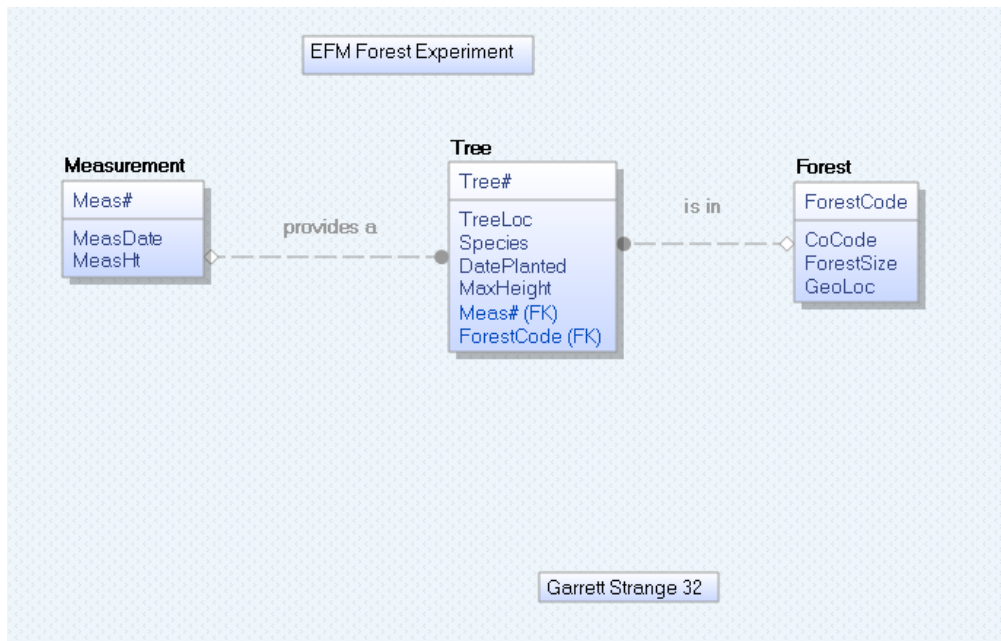 EFM Forest Experiment
Measurement
Meas#
MeasDate
MeasHt
provides a
Tree
Tree#
TreeLoc
Species
DatePlanted
MaxHeight
Meas# (FK)
ForestCode (FK)
is in
Forest
ForestCode
CoCode
ForestSize
GeoLoc
Garrett Strange 32